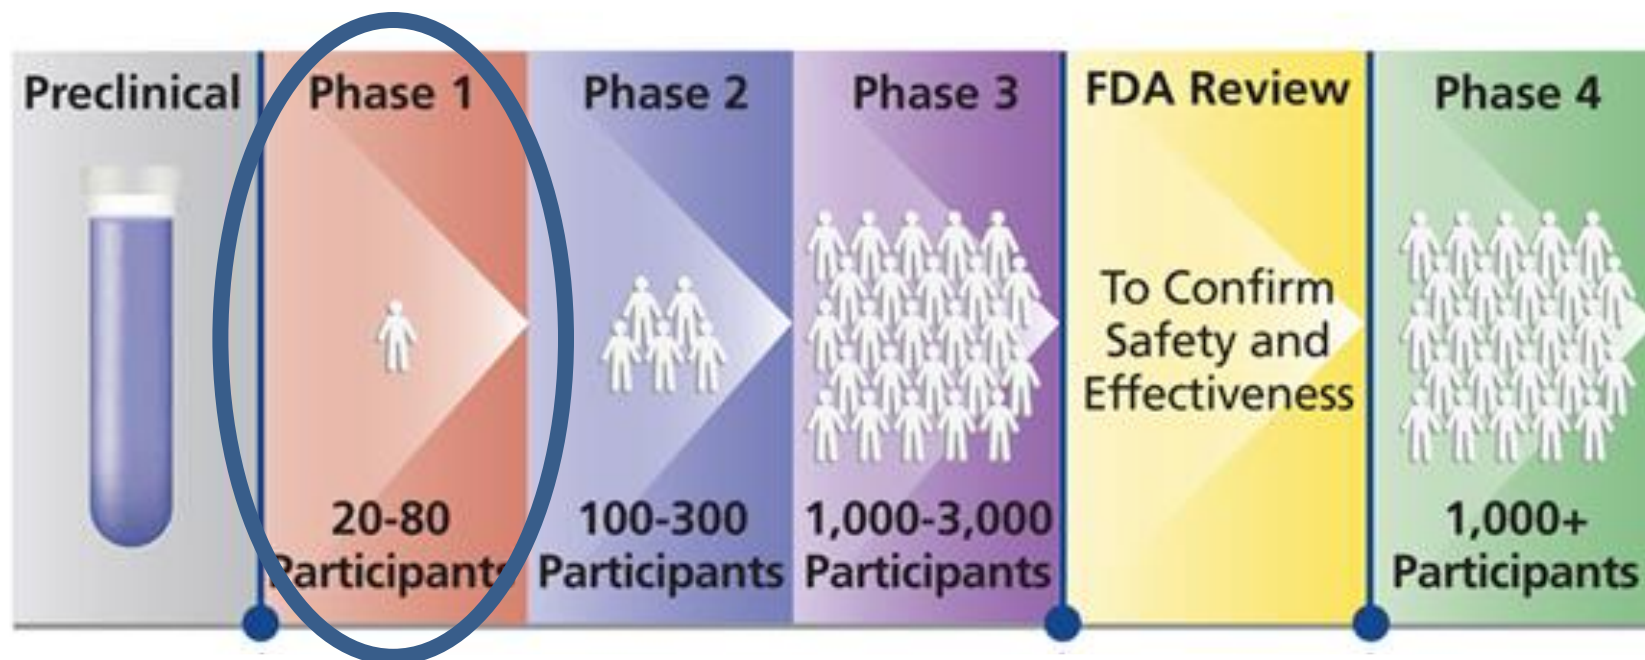 Preclinical
Phase 1
20-80
Participants
Phase 2
100-300
Participants
Phase 3
1,000-3,000
Participants
FDA Review
To Confirm
Safety and
Effectiveness
Phase 4
1,000+
Participants